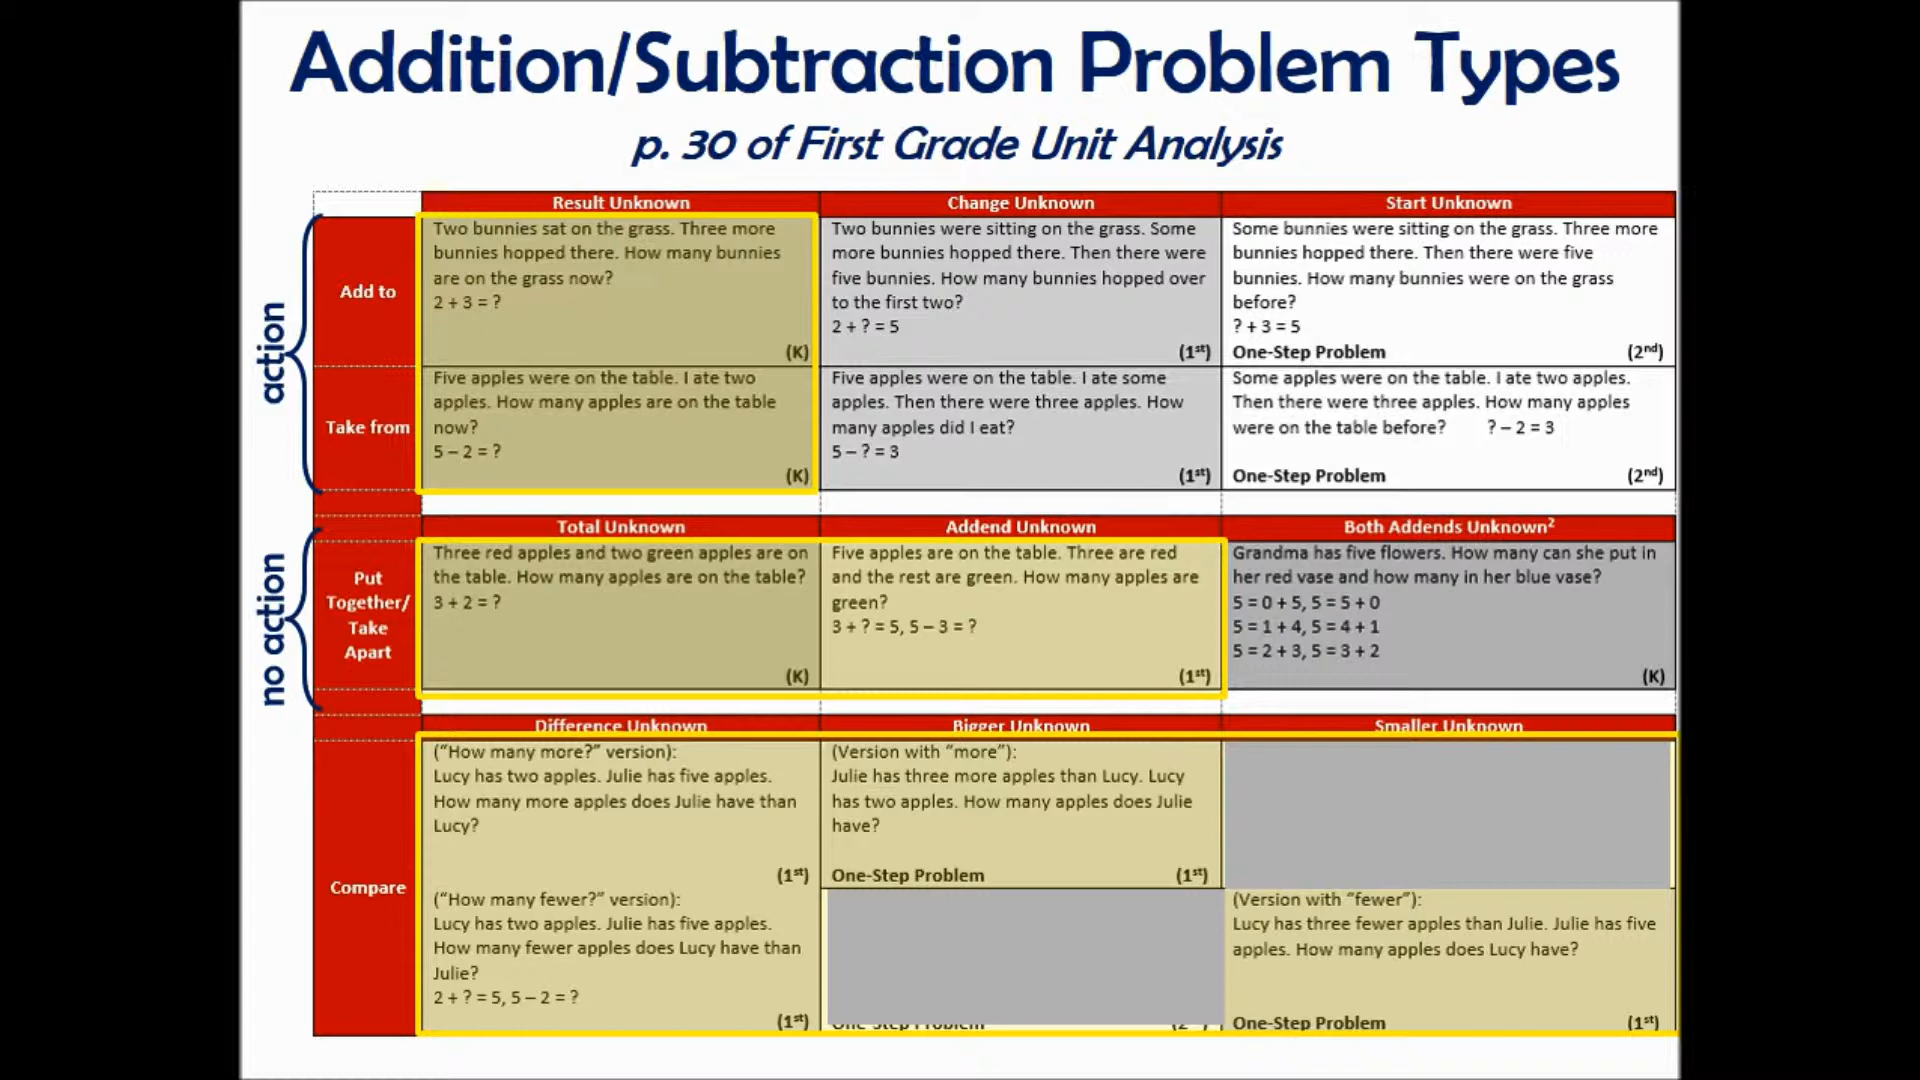 Addition/Subtraction Problem Types
p. 30 of First Grade Unit Analysis
Result Unknown
Change Unknown
Start Unknown
action
Add to
Two bunnies sat on the grass. Three more
bunnies hopped there. How many bunnies
are on the grass now?
2 + 3 = ?
(K)
Two bunnies were sitting on the grass. Some
more bunnies hopped there. Then there were
five bunnies. How many bunnies hopped over
to the first two?
2 + ? = 5
(1st)
Some bunnies were sitting on the grass. Three more
bunnies hopped there. Then there were five
bunnies. How many bunnies were on the grass
before?
? + 3 = 5
One-Step Problem (2nd)
Take from
Five apples were on the table. I ate two
apples. How many apples are on the table
now?
5 – 2 = ?
(K)
Five apples were on the table. I ate some
apples. Then there were three apples. How
many apples did I eat?
5 – ? = 3
(1st)
Some apples were on the table. I ate two apples.
Then there were three apples. How many apples
were on the table before? ? – 2 = 3
One-Step Problem (2nd)
Total Unknown
Addend Unknown
Both Addends Unknown2
no action
Put
Together/
Take
Apart
Three red apples and two green apples are on
the table. How many apples are on the table?
3 + 2 = ?
(K)
Five apples are on the table. Three are red
and the rest are green. How many apples are
green?
3 + ? = 5, 5 – 3 = ?
(1st)
Grandma has five flowers. How many can she put in
her red vase and how many in her blue vase?
5 = 0 + 5, 5 = 5 + 0
5 = 1 + 4, 5 = 4 + 1
5 = 2 + 3, 5 = 3 + 2
(K)
Difference Unknown
Bigger Unknown
Smaller Unknown
Compare
("How many more?" version):
Lucy has two apples. Julie has five apples.
How many more apples does Julie have than
Lucy?
(1st)
(Version with "more"):
Julie has three more apples than Lucy. Lucy
has two apples. How many apples does Julie
have?
One-Step Problem (1st)
("How many fewer?" version):
Lucy has two apples. Julie has five apples.
How many fewer apples does Lucy have than
Julie?
2 + ? = 5, 5 – 2 = ?
(1st)
One-Step Problem
(Version with "fewer"):
Lucy has three fewer apples than Julie. Julie has five
apples. How many apples does Lucy have?
One-Step Problem (1st)